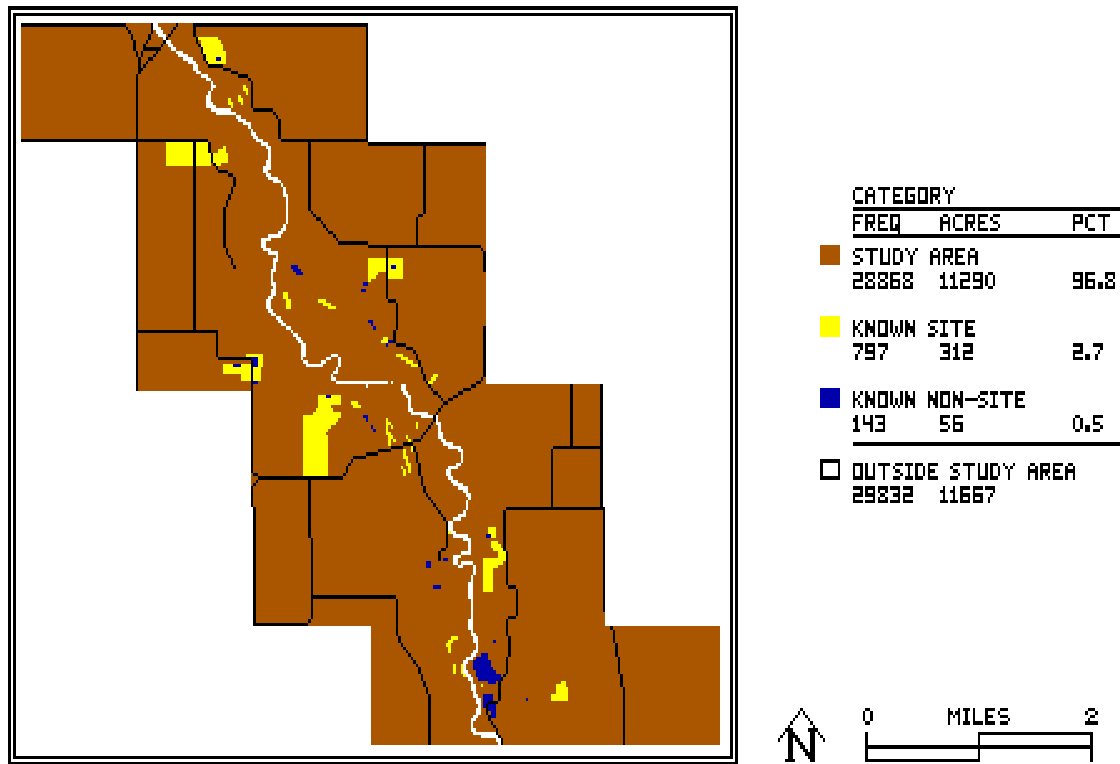 CATEGORY
FREQ ACRES PCT
STUDY AREA
28868 11290 96.8
KNOWN SITE
797 312 2.7
KNOWN NON-SITE
143 56 0.5
OUTSIDE STUDY AREA
29832 11667
0 MILES 2
N